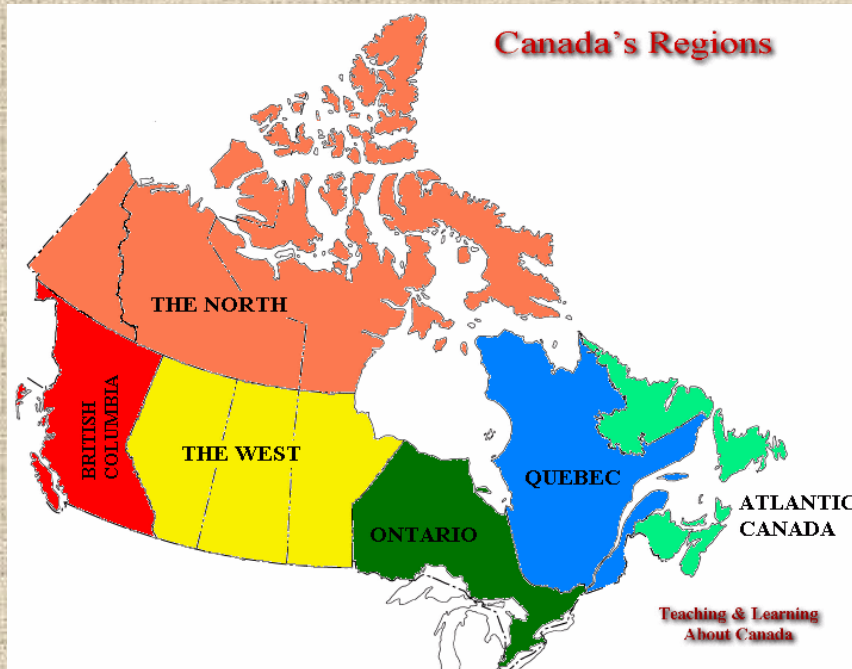 Canada's Regions
THE NORTH
BRITISH
COLUMBIA
THE WEST
ONTARIO
QUEBEC
ATLANTIC
CANADA
Teaching & Learning
About Canada